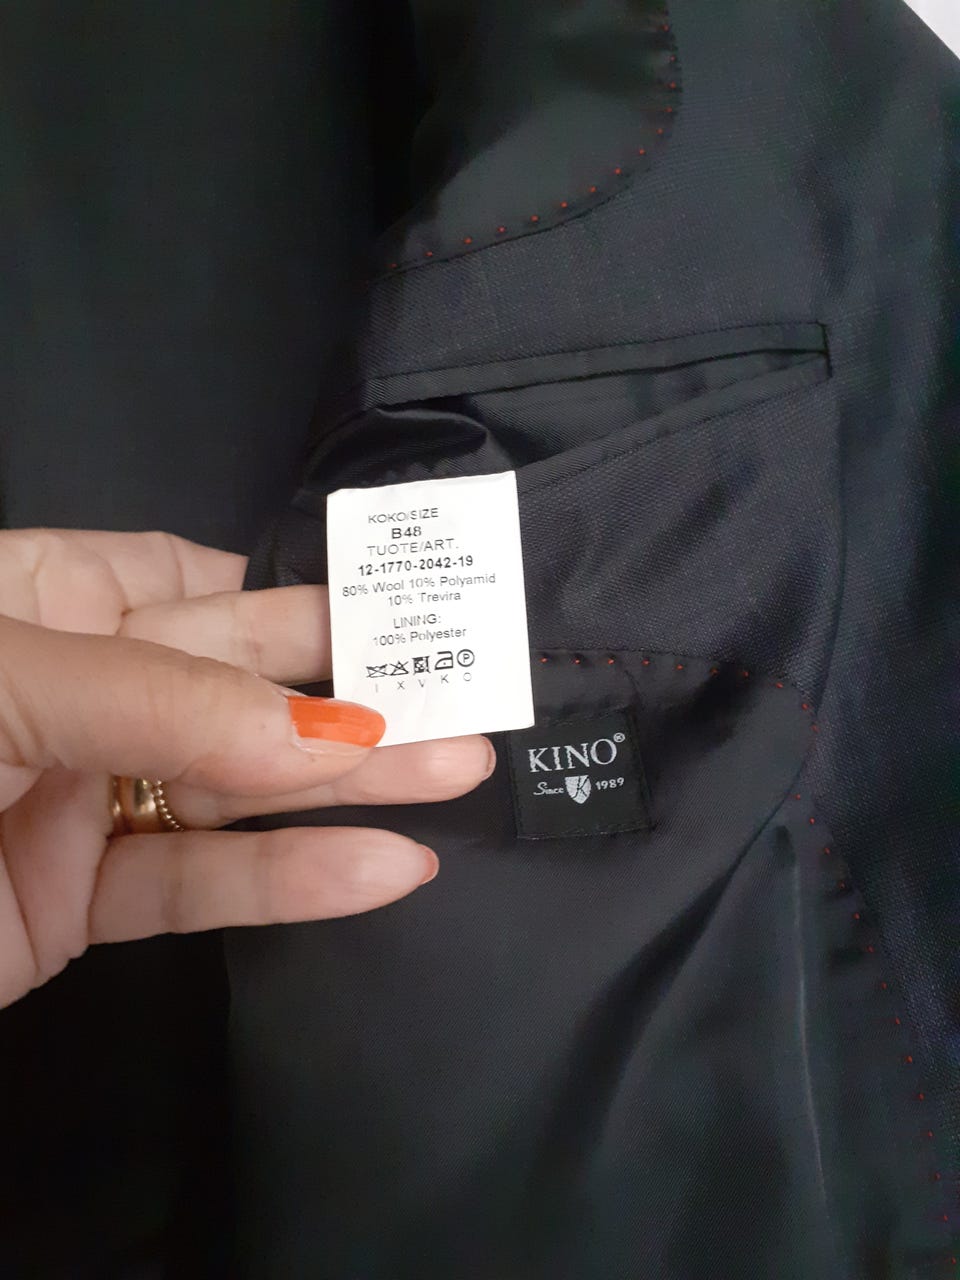 KOKO/SIZE
B48
TUOTE/ART.
12-1770-2042-19
80% Wool 10% Polyamid
10% Trevira
LINING:
100% Polyester
P
I X V K O
KINO®
Since K 1989